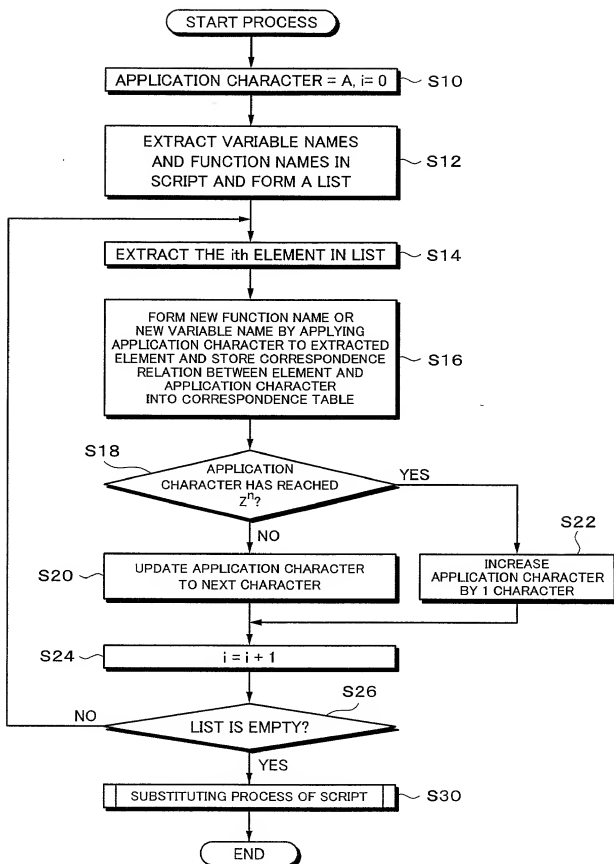 START PROCESS
APPLICATION CHARACTER = A, i= 0
S10
EXTRACT VARIABLE NAMES
AND FUNCTION NAMES IN
SCRIPT AND FORM A LIST
S12
EXTRACT THE ith ELEMENT IN LIST
S14
FORM NEW FUNCTION NAME OR
NEW VARIABLE NAME BY APPLYING
APPLICATION CHARACTER TO EXTRACTED
ELEMENT AND STORE CORRESPONDENCE
RELATION BETWEEN ELEMENT AND
APPLICATION CHARACTER
INTO CORRESPONDENCE TABLE
S16
S18
APPLICATION
CHARACTER HAS REACHED
Zⁿ?
YES
NO
S22
INCREASE
APPLICATION CHARACTER
BY 1 CHARACTER
S20
UPDATE APPLICATION CHARACTER
TO NEXT CHARACTER
S24
i = i + 1
S26
NO
LIST IS EMPTY?
YES
SUBSTITUTING PROCESS OF SCRIPT
S30
END